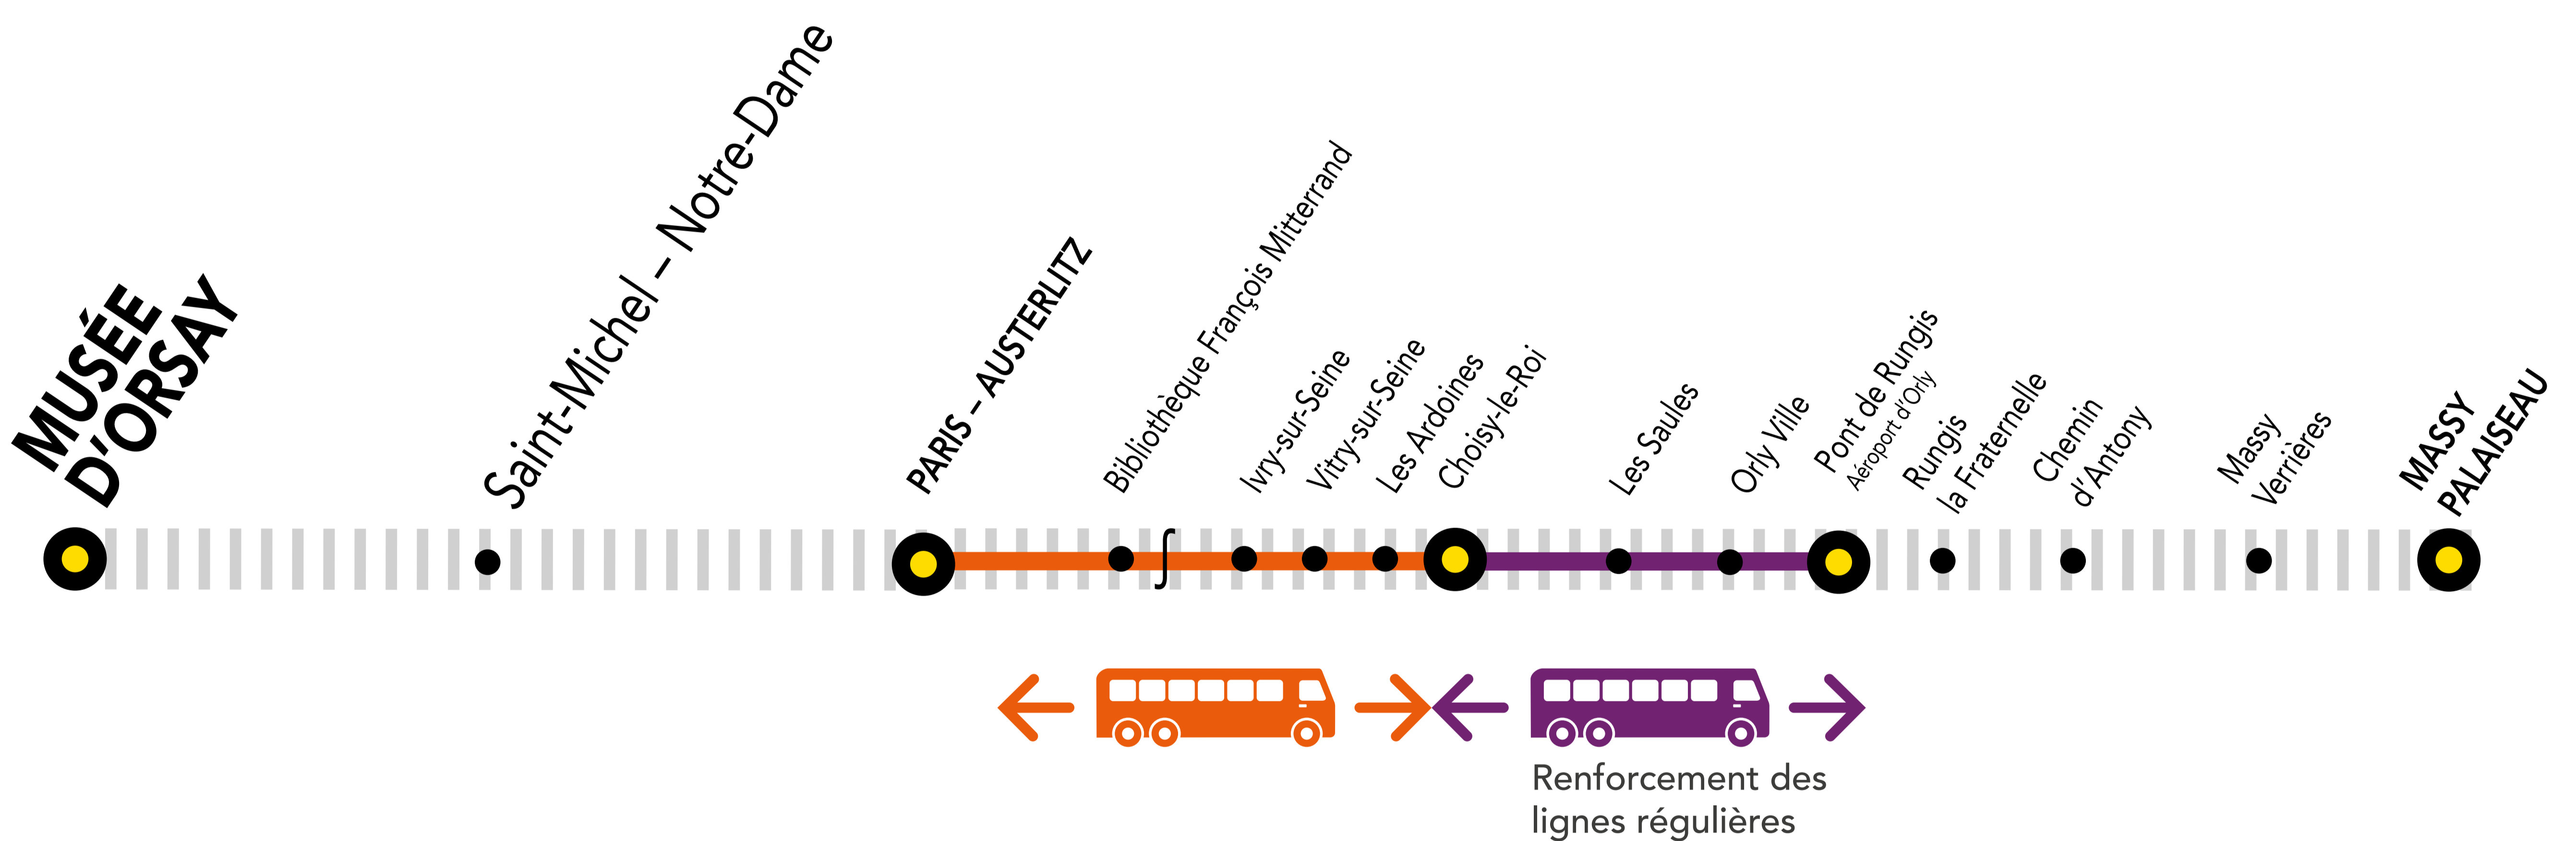 MUSÉE
D'ORSAY
Saint-Michel – Notre-Dame
PARIS – AUSTERLITZ
Bibliothèque François Mitterrand
Ivry-sur-Seine
Vitry-sur-Seine
Les Ardoines
Choisy-le-Roi
Les Saules
Orly Ville
Pont de Rungis
Aéroport d'Orly
Rungis
la Fraternelle
Chemin
d'Antony
Massy
Verrières
MASSY
PALAISEAU
Renforcement des
lignes régulières